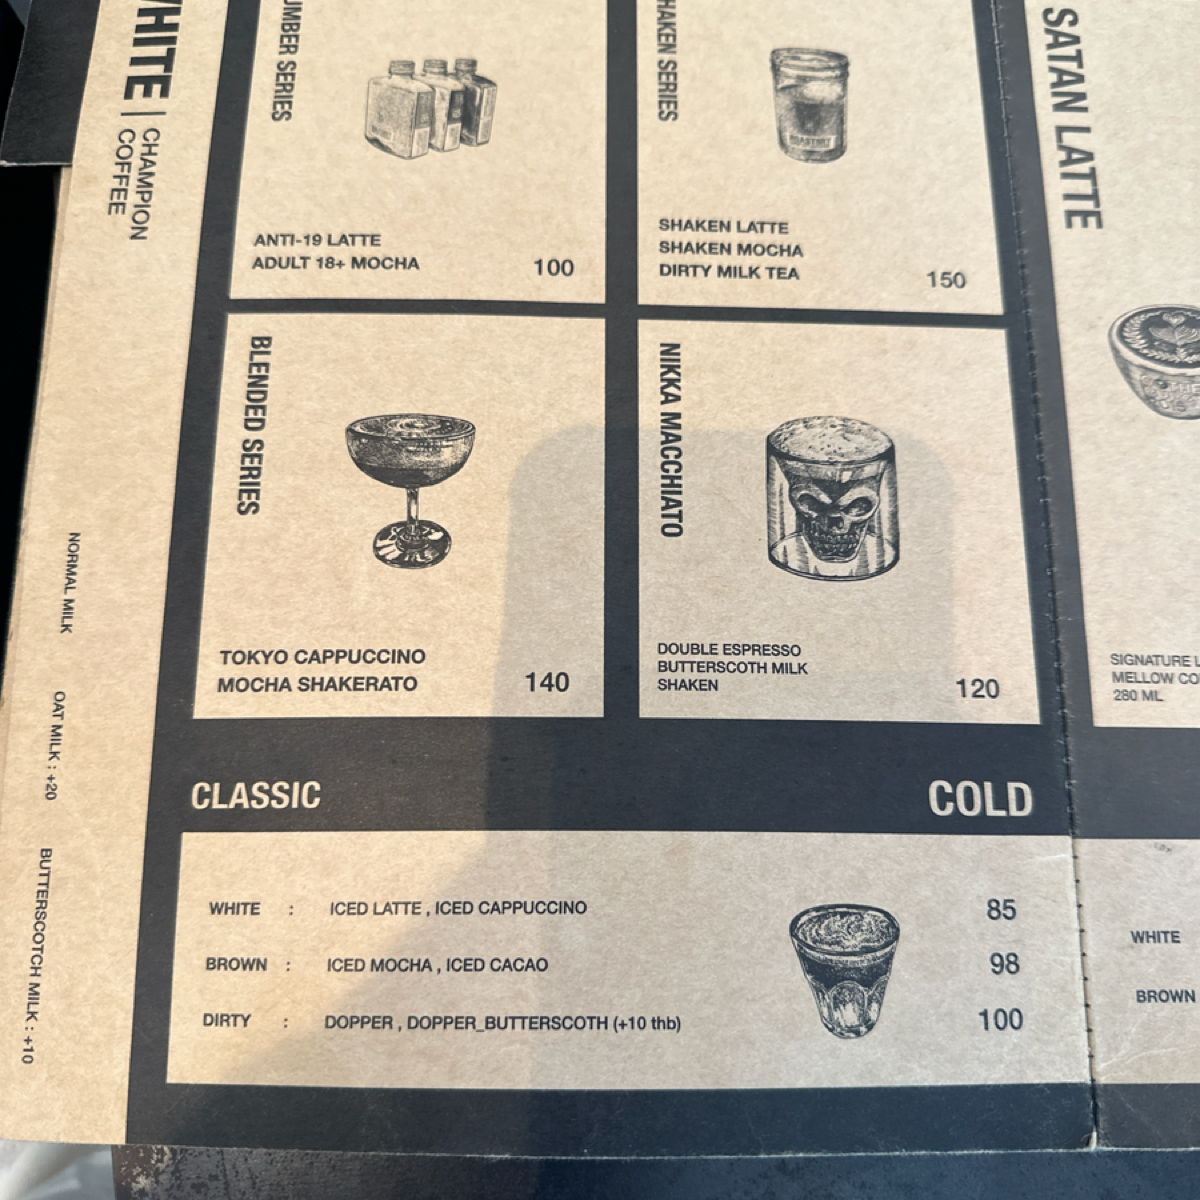 WHITE |
CHAMPION
COFFEE
NORMAL MILK
OAT MILK : +20
BUTTERSCOTCH MILK : +10
SERIES
ANTI-19 LATTE
ADULT 18+ MOCHA
100
SERIES
SHAKEN LATTE
SHAKEN MOCHA
DIRTY MILK TEA
150
SATAN LATTE
BLENDED SERIES
TOKYO CAPPUCCINO
MOCHA SHAKERATO
140
NIKKA MACCHIATO
DOUBLE ESPRESSO
BUTTERSCOTH MILK
SHAKEN
120
SIGNATURE
MELLOW
280 ML
CLASSIC
COLD
WHITE : ICED LATTE , ICED CAPPUCCINO 85
BROWN : ICED MOCHA , ICED CACAO 98
DIRTY : DOPPER , DOPPER_BUTTERSCOTH (+10 thb) 100
WHITE
BROWN